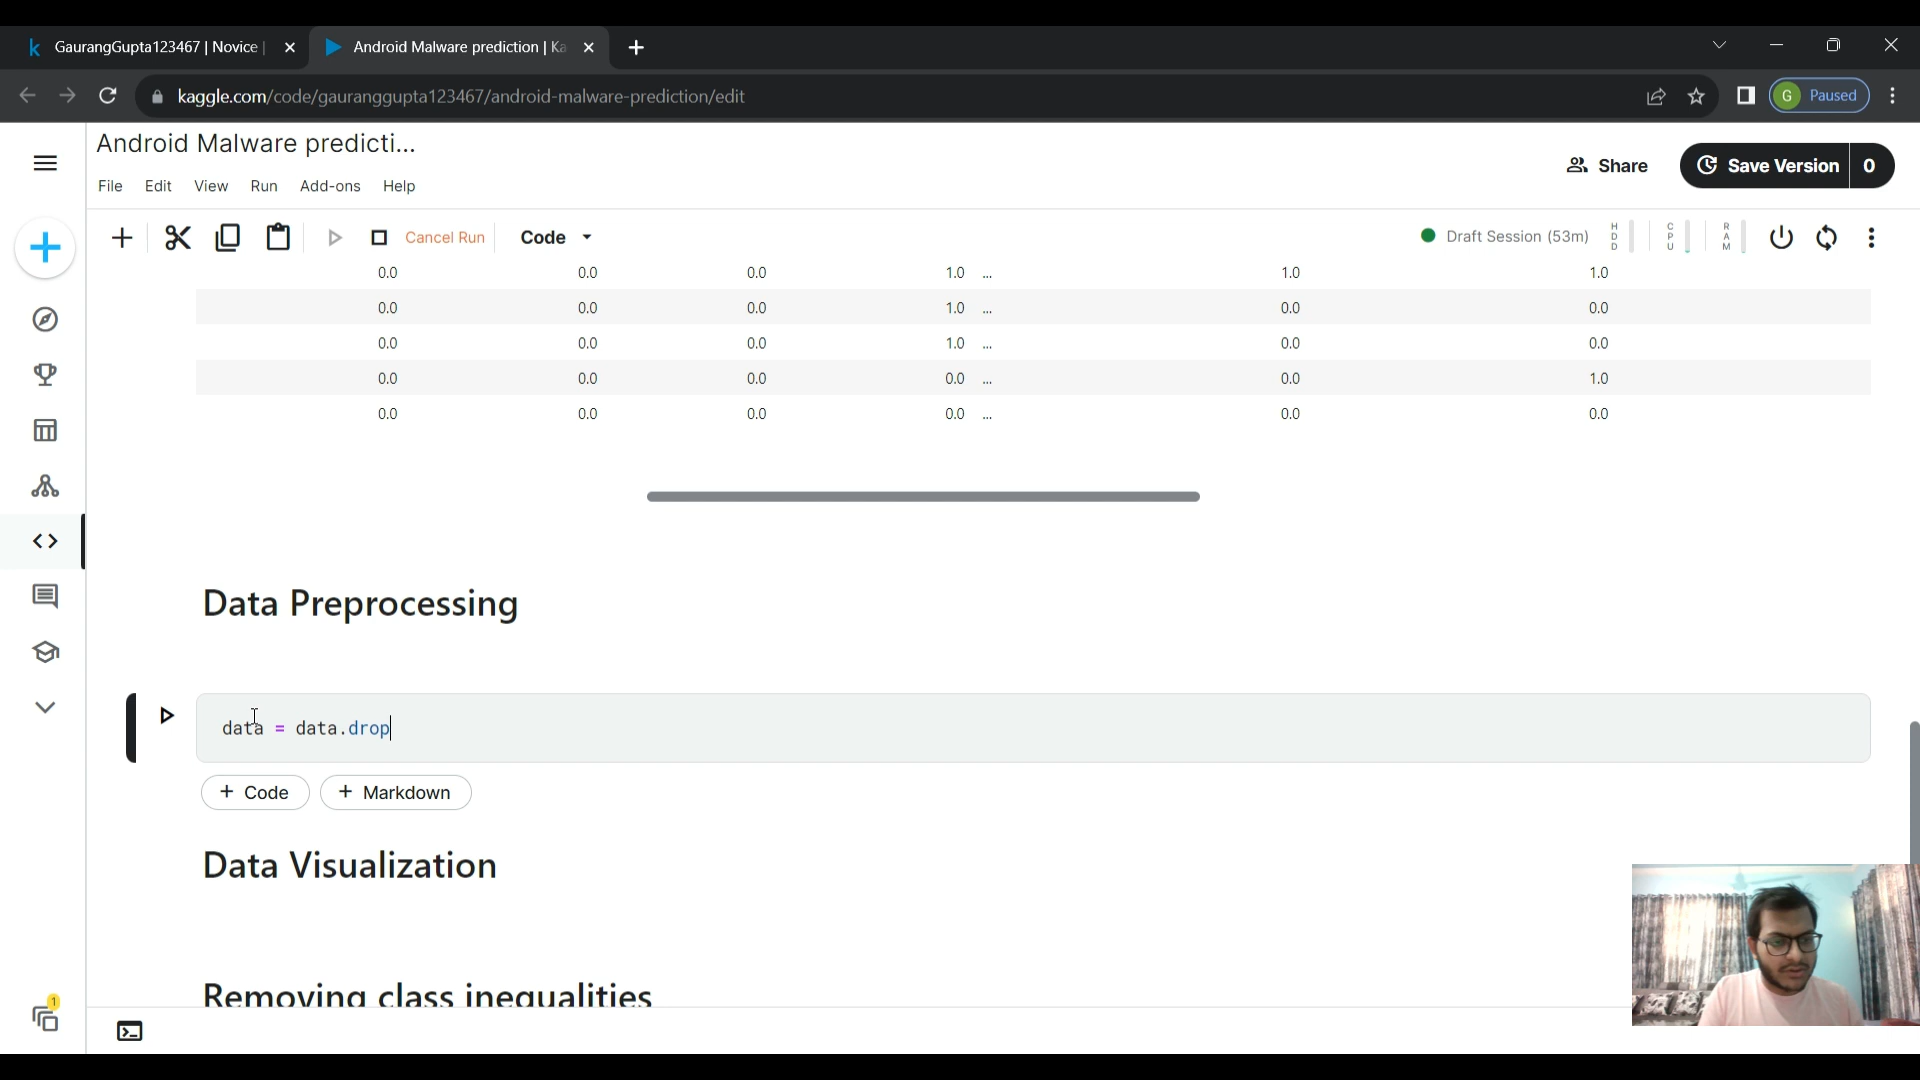 GaurangGupta123467 | Novice |
Android Malware prediction | Ka
kaggle.com/code/gauranggupta123467/android-malware-prediction/edit
G Paused
Android Malware predicti...
File Edit View Run Add-ons Help
Share
Save Version 0
Cancel Run
Code
Draft Session (53m)
HDD
CPU
RAM
0.0 0.0 0.0 1.0 ... 1.0 1.0
0.0 0.0 0.0 1.0 ... 0.0 0.0
0.0 0.0 0.0 1.0 ... 0.0 0.0
0.0 0.0 0.0 0.0 ... 0.0 1.0
0.0 0.0 0.0 0.0 ... 0.0 0.0
Data Preprocessing
data = data.drop
+ Code + Markdown
Data Visualization
Removing class inequalities
1